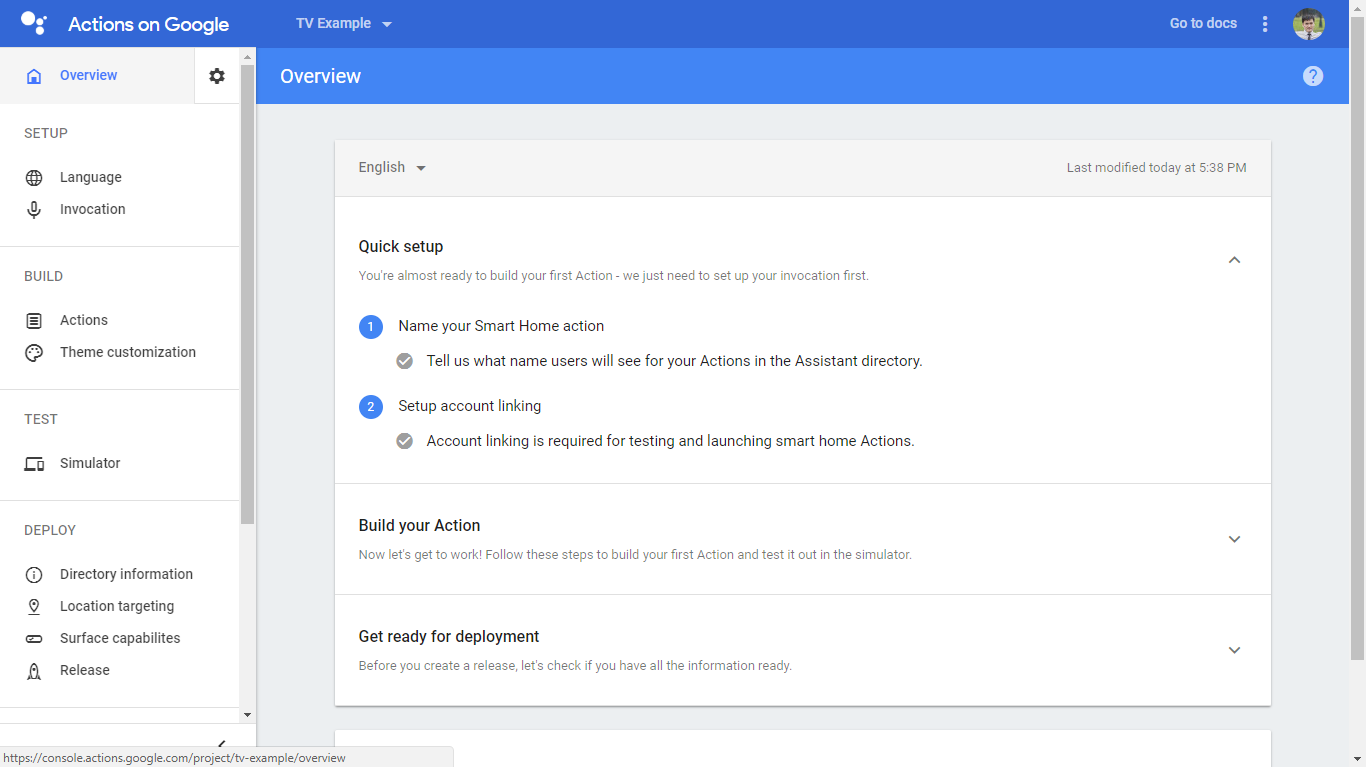 Actions on Google
TV Example
Go to docs
Overview
Overview
?
SETUP
Language
Invocation
BUILD
Actions
Theme customization
TEST
Simulator
DEPLOY
Directory information
Location targeting
Surface capabilites
Release
English
Last modified today at 5:38 PM
Quick setup
You're almost ready to build your first Action - we just need to set up your invocation first.
1 Name your Smart Home action
Tell us what name users will see for your Actions in the Assistant directory.
2 Setup account linking
Account linking is required for testing and launching smart home Actions.
Build your Action
Now let's get to work! Follow these steps to build your first Action and test it out in the simulator.
Get ready for deployment
Before you create a release, let's check if you have all the information ready.
https://console.actions.google.com/project/tv-example/overview